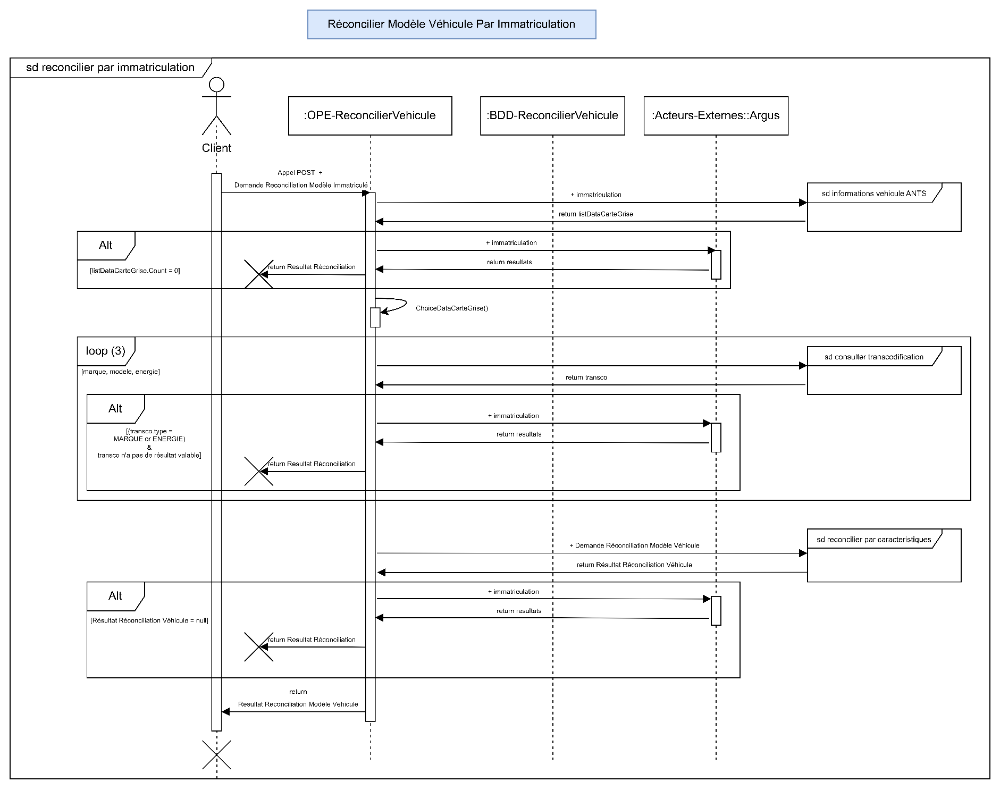 Réconcilier Modèle Véhicule Par Immatriculation
sd reconcilier par immatriculation
Client
:OPE-ReconcilierVehicule
:BDD-ReconcilierVehicule
:Acteurs-Externes::Argus
Appel POST +
Demande Reconciliation Modèle Immatriculé
+ immatriculation
sd informations vehicule ANTS
return listDataCarteGrise
Alt
[listDataCarteGrise.Count = 0]
+ immatriculation
return resultats
return Resultat Réconciliation
ChoiceDataCarteGrise()
loop (3)
[marque, modele, energie]
sd consulter transcodification
return transco
Alt
[(transco.type =
MARQUE or ENERGIE)
&
transco n'a pas de résultat valable]
+ immatriculation
return resultats
return Resultat Réconciliation
sd reconcilier par caracteristiques
+ Demande Réconciliation Modèle Véhicule
return Résultat Réconciliation Véhicule
Alt
[Résultat Réconciliation Véhicule = null]
+ immatriculation
return resultats
return Resultat Réconciliation
return
Resultat Reconciliation Modèle Véhicule